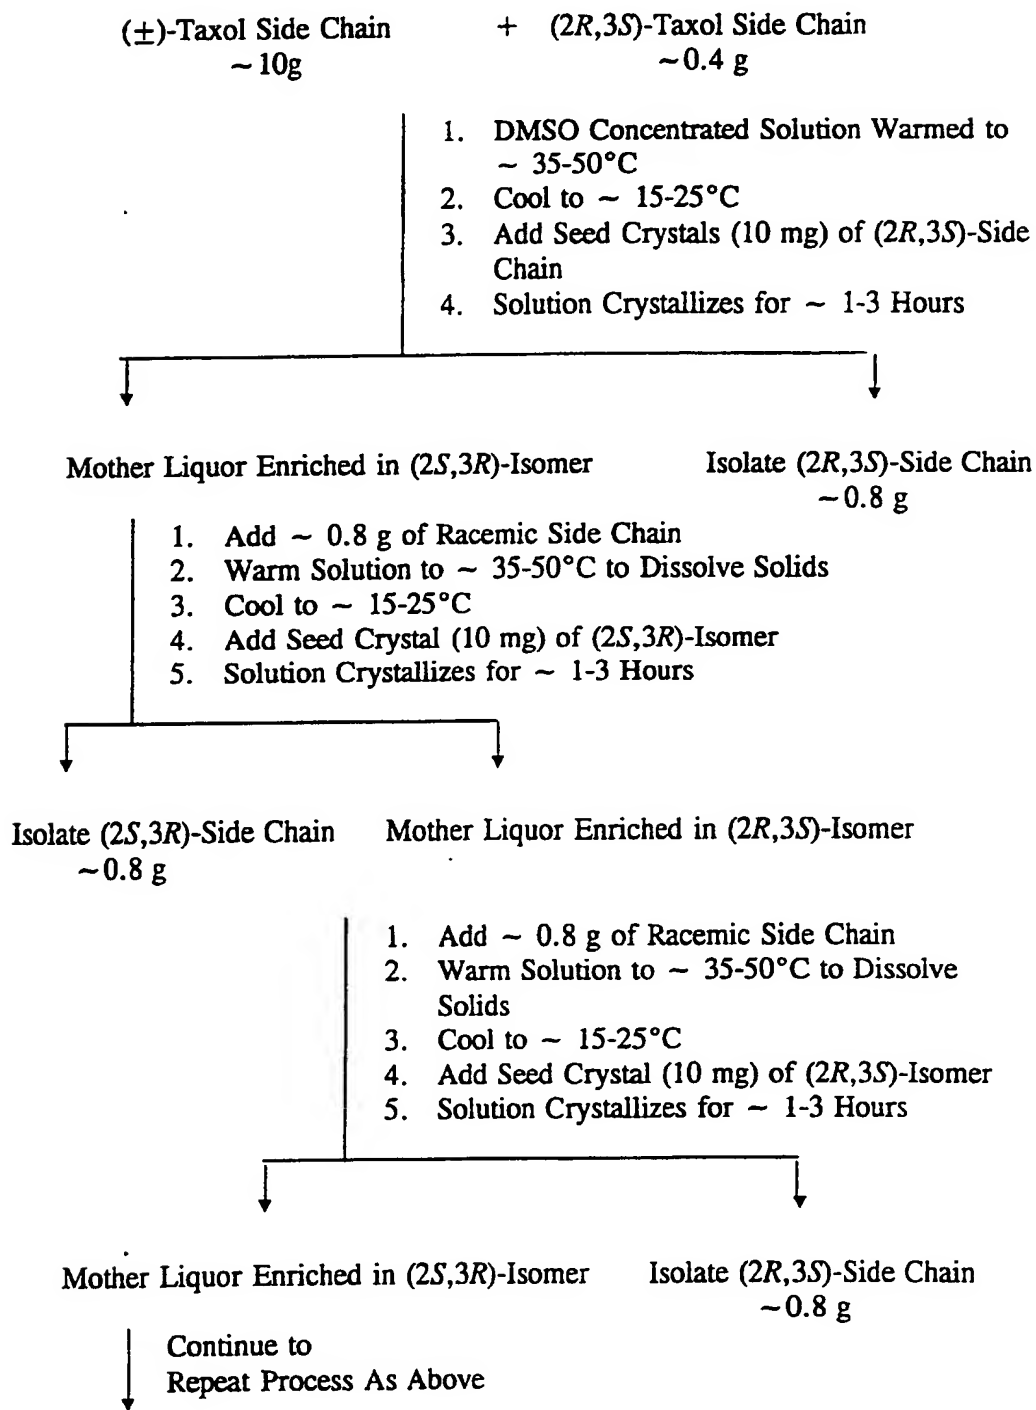 (±)-Taxol Side Chain + (2R,3S)-Taxol Side Chain
~10g ~0.4 g
1. DMSO Concentrated Solution Warmed to
~ 35-50°C
2. Cool to ~ 15-25°C
3. Add Seed Crystals (10 mg) of (2R,3S)-Side
Chain
4. Solution Crystallizes for ~ 1-3 Hours
Mother Liquor Enriched in (2S,3R)-Isomer Isolate (2R,3S)-Side Chain
~0.8 g
1. Add ~ 0.8 g of Racemic Side Chain
2. Warm Solution to ~ 35-50°C to Dissolve Solids
3. Cool to ~ 15-25°C
4. Add Seed Crystal (10 mg) of (2S,3R)-Isomer
5. Solution Crystallizes for ~ 1-3 Hours
Isolate (2S,3R)-Side Chain Mother Liquor Enriched in (2R,3S)-Isomer
~0.8 g
1. Add ~ 0.8 g of Racemic Side Chain
2. Warm Solution to ~ 35-50°C to Dissolve
Solids
3. Cool to ~ 15-25°C
4. Add Seed Crystal (10 mg) of (2R,3S)-Isomer
5. Solution Crystallizes for ~ 1-3 Hours
Mother Liquor Enriched in (2S,3R)-Isomer Isolate (2R,3S)-Side Chain
~0.8 g
Continue to
Repeat Process As Above